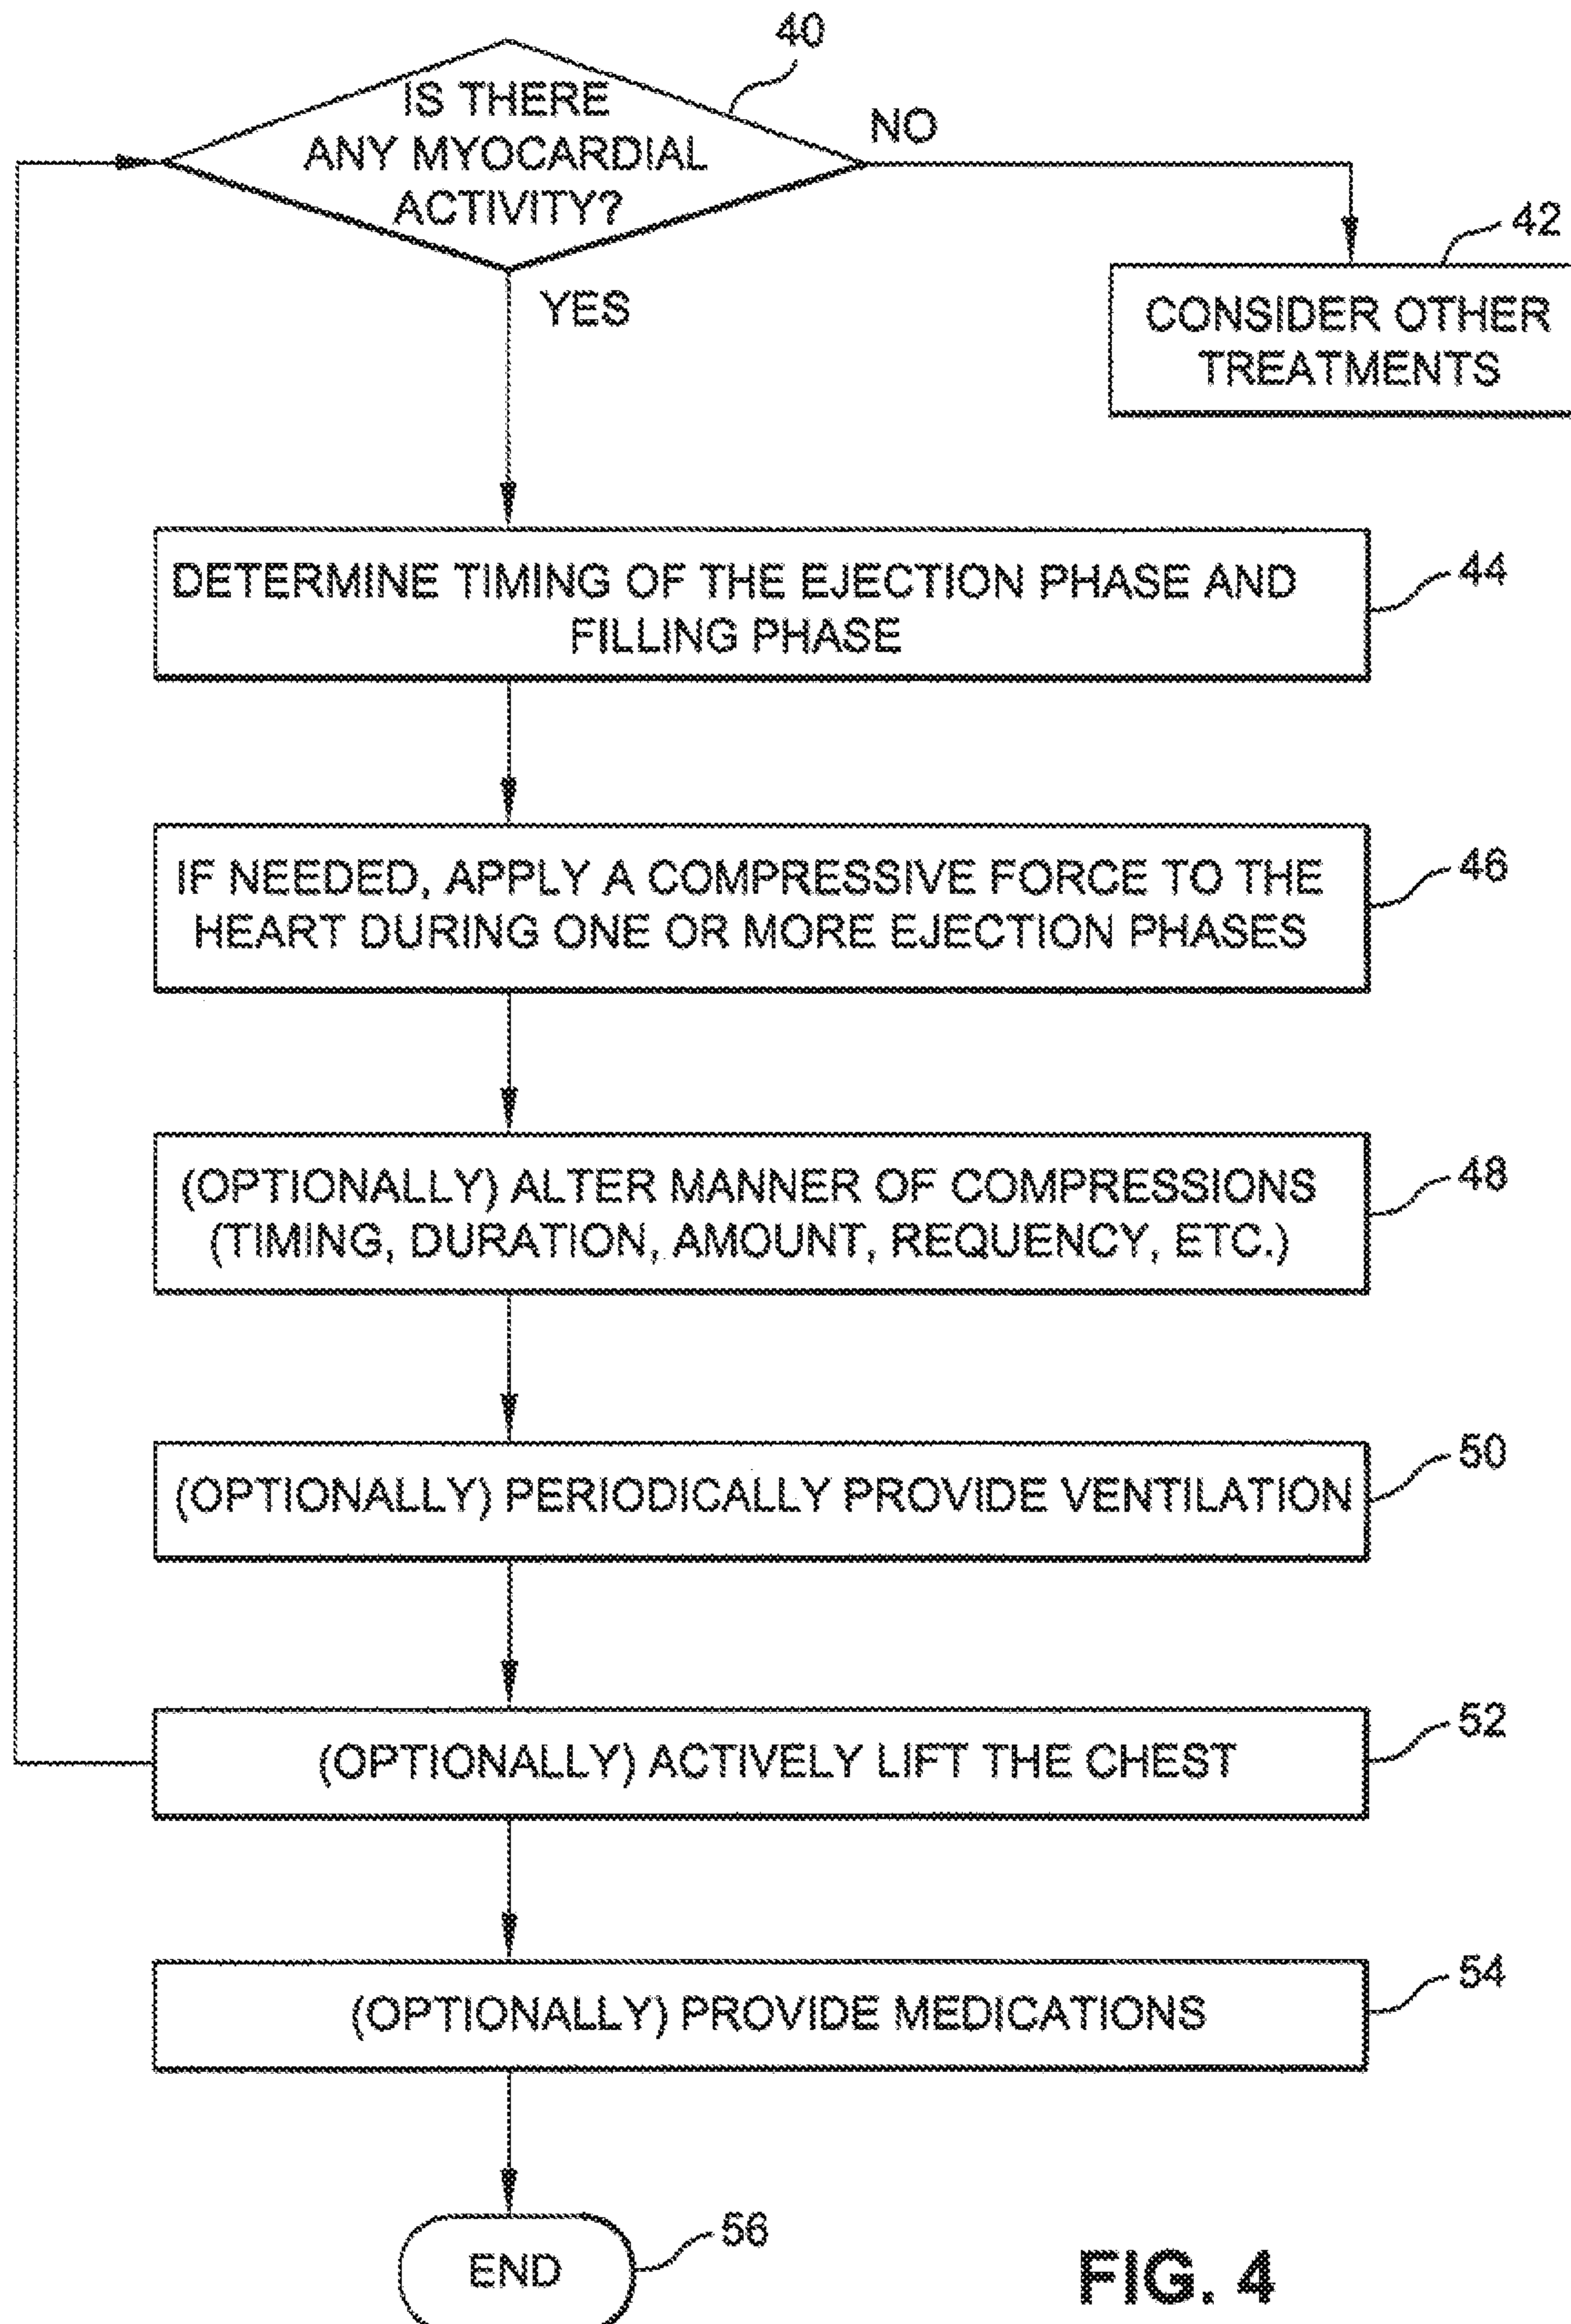 40
IS THERE
ANY MYOCARDIAL
ACTIVITY?
NO
YES
42
CONSIDER OTHER
TREATMENTS
DETERMINE TIMING OF THE EJECTION PHASE AND
FILLING PHASE
44
IF NEEDED, APPLY A COMPRESSIVE FORCE TO THE
HEART DURING ONE OR MORE EJECTION PHASES
46
(OPTIONALLY) ALTER MANNER OF COMPRESSIONS
(TIMING, DURATION, AMOUNT, REQUENCY, ETC.)
48
(OPTIONALLY) PERIODICALLY PROVIDE VENTILATION
50
(OPTIONALLY) ACTIVELY LIFT THE CHEST
52
(OPTIONALLY) PROVIDE MEDICATIONS
54
END
56
FIG. 4